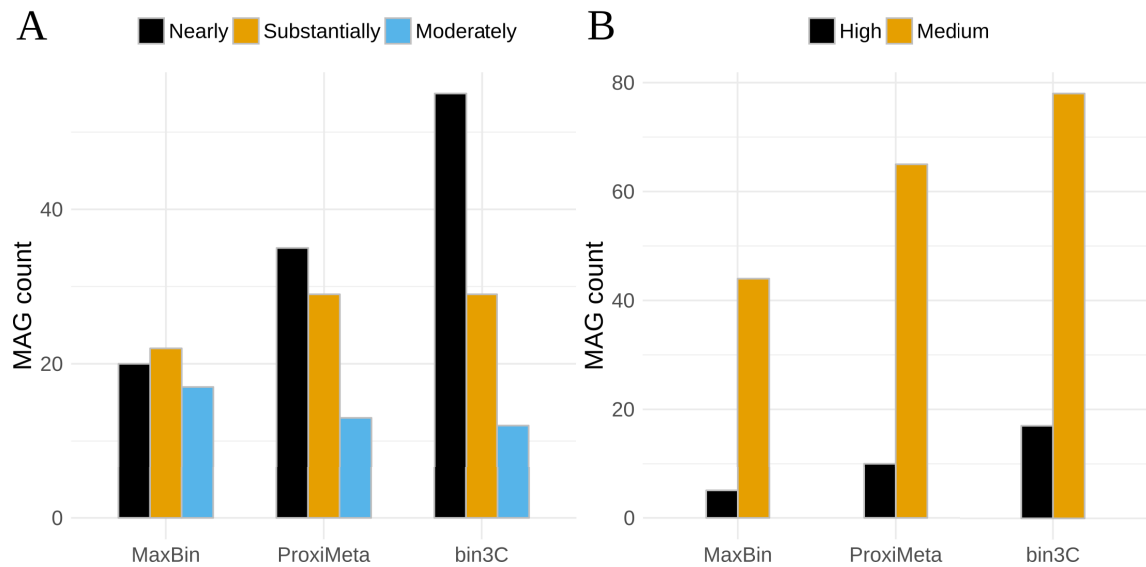 A
Nearly Substantially Moderately
MAG count
40
20
0
MaxBin ProxiMeta bin3C
B
High Medium
MAG count
80
60
40
20
0
MaxBin ProxiMeta bin3C